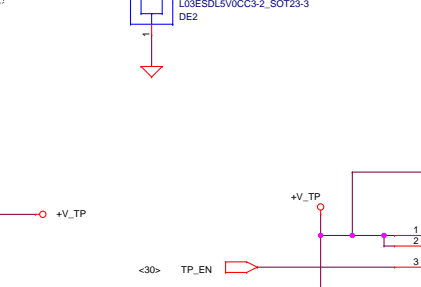 L03ESDL5V0CC3-2_SOT23-3
DE2
1
+V_TP
+V_TP
1
2
<30> TP_EN
3